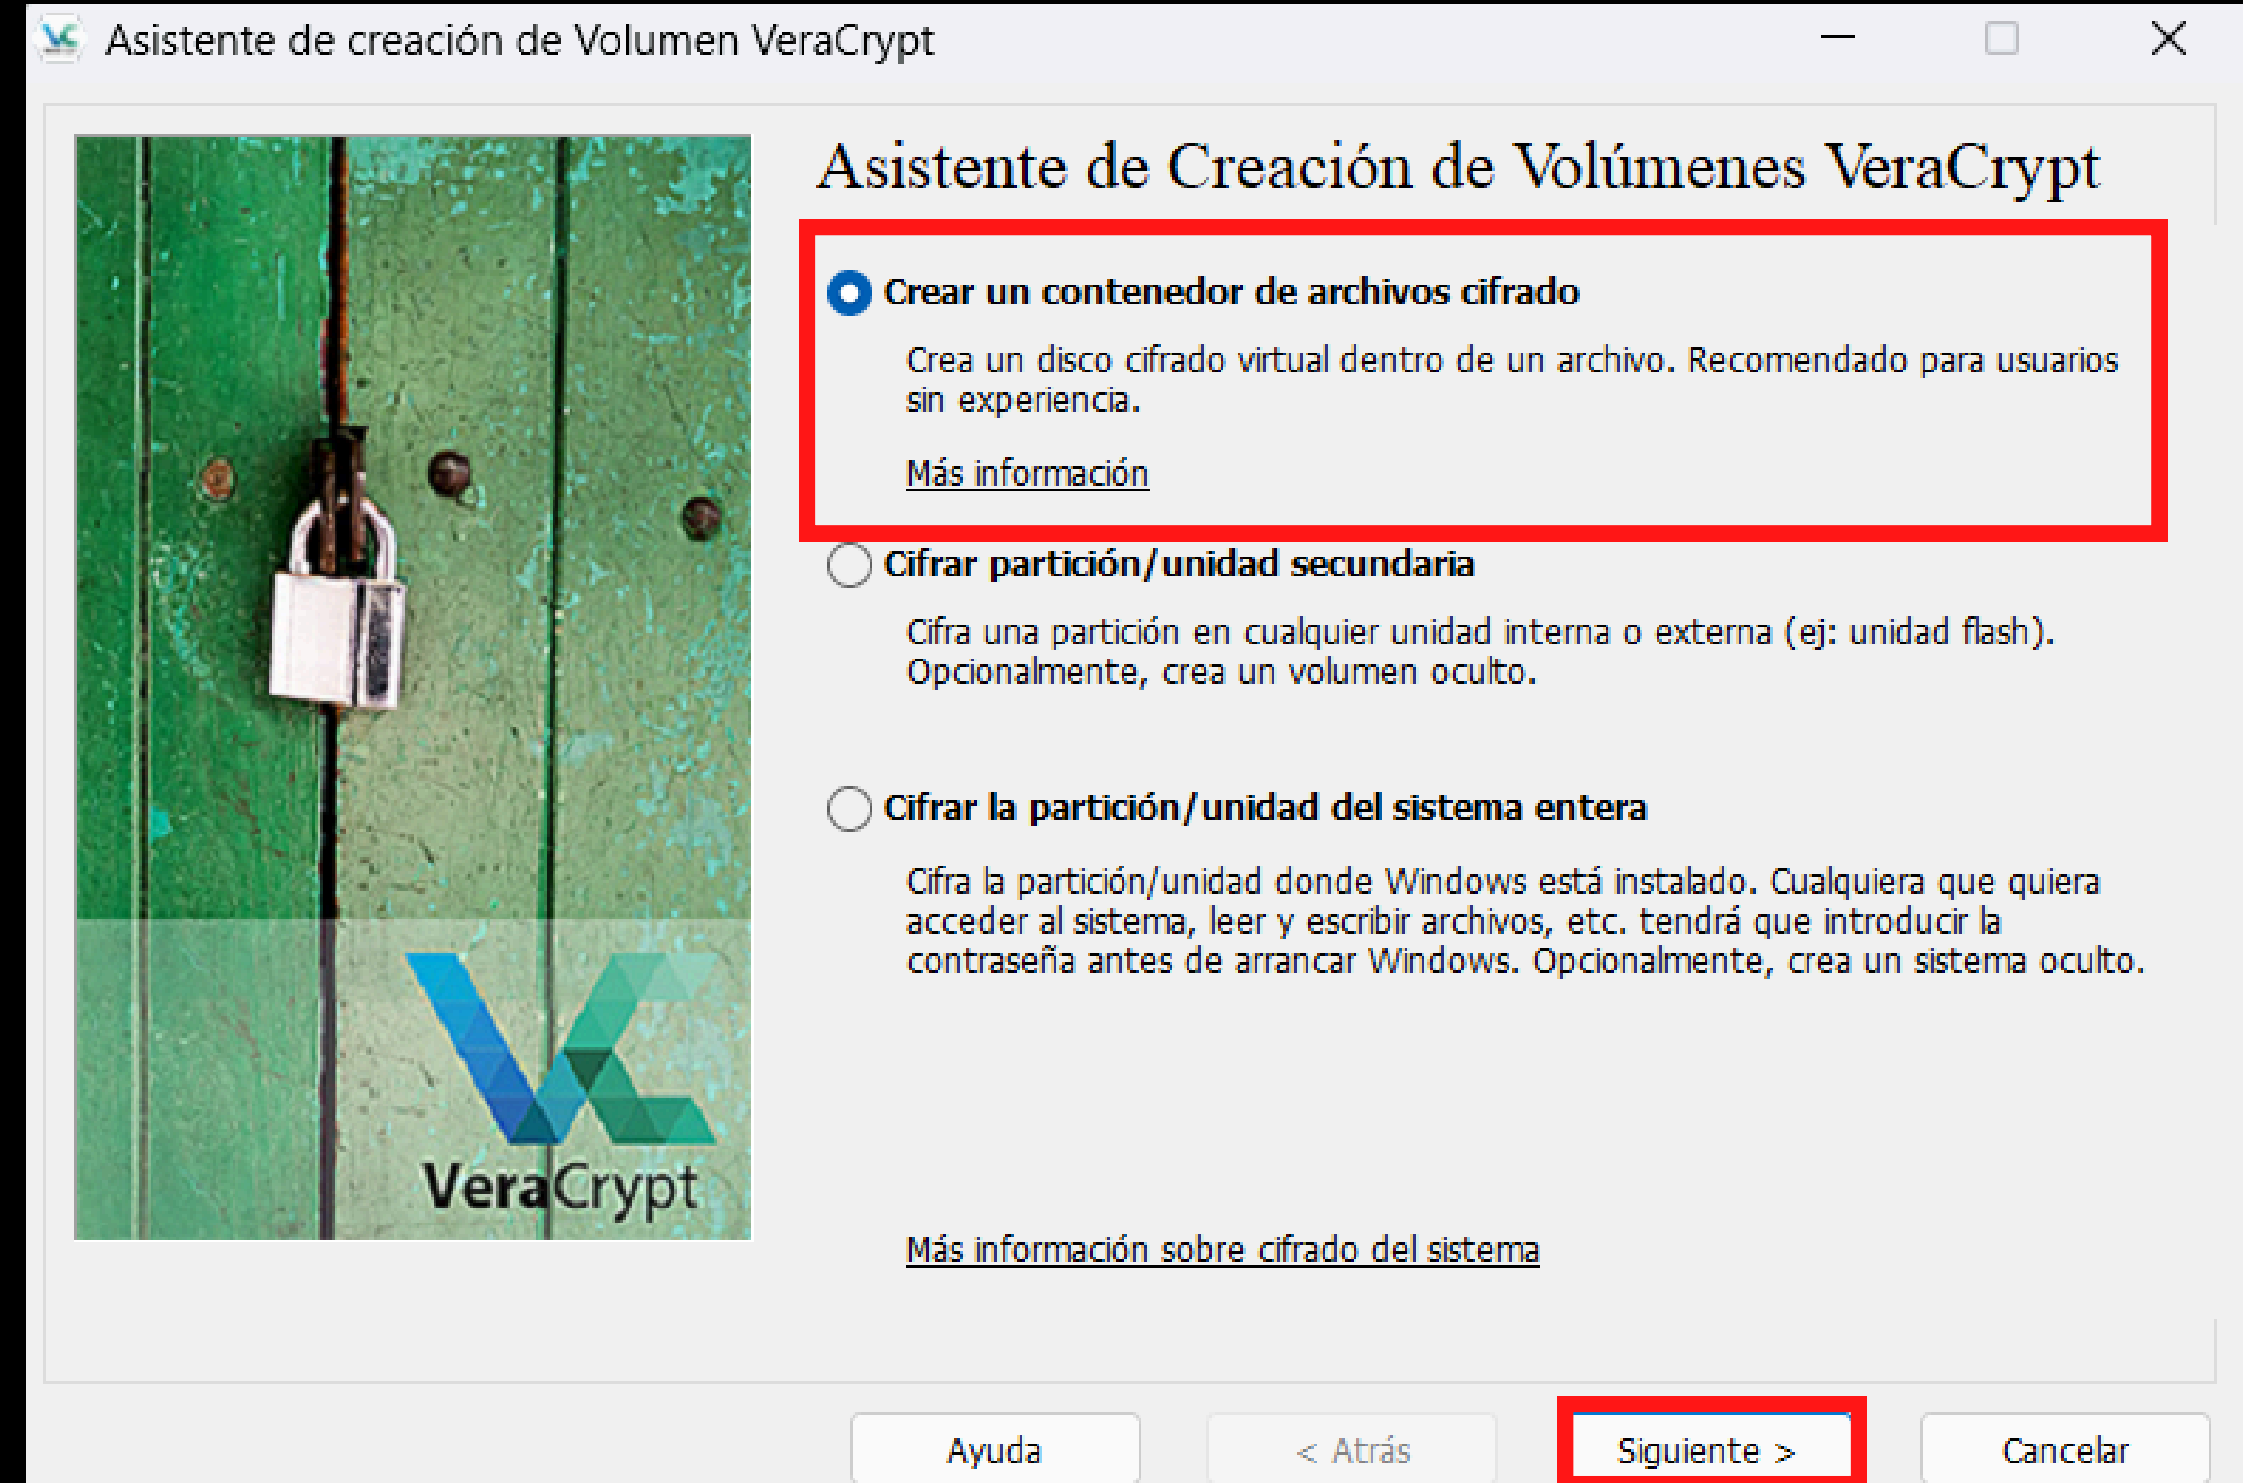 Asistente de creación de Volumen VeraCrypt
Asistente de Creación de Volúmenes VeraCrypt
Crear un contenedor de archivos cifrado
Crea un disco cifrado virtual dentro de un archivo. Recomendado para usuarios
sin experiencia.
Más información
Cifrar partición/unidad secundaria
Cifra una partición en cualquier unidad interna o externa (ej: unidad flash).
Opcionalmente, crea un volumen oculto.
Cifrar la partición/unidad del sistema entera
Cifra la partición/unidad donde Windows está instalado. Cualquiera que quiera
acceder al sistema, leer y escribir archivos, etc. tendrá que introducir la
contraseña antes de arrancar Windows. Opcionalmente, crea un sistema oculto.
VeraCrypt
Más información sobre cifrado del sistema
Ayuda
< Atrás
Siguiente >
Cancelar